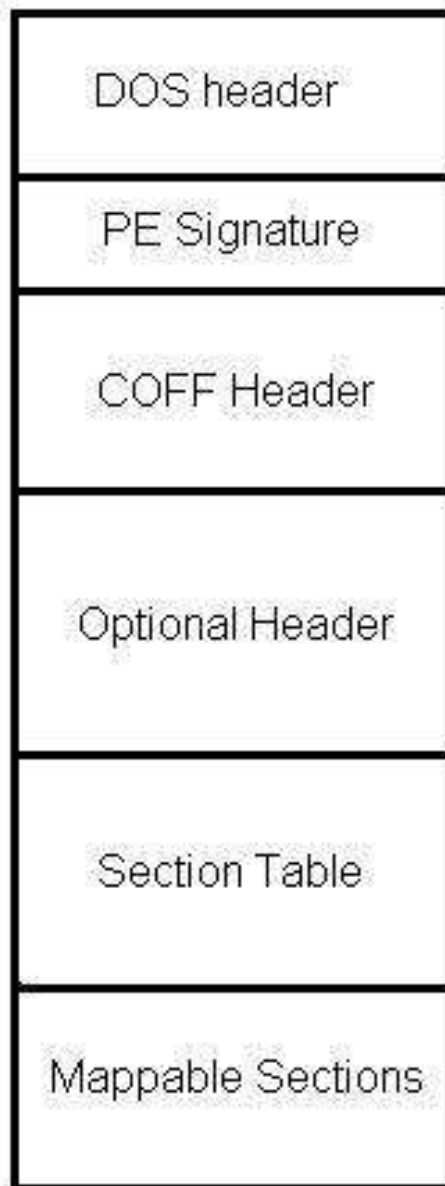 DOS header
PE Signature
COFF Header
Optional Header
Section Table
Mappable Sections